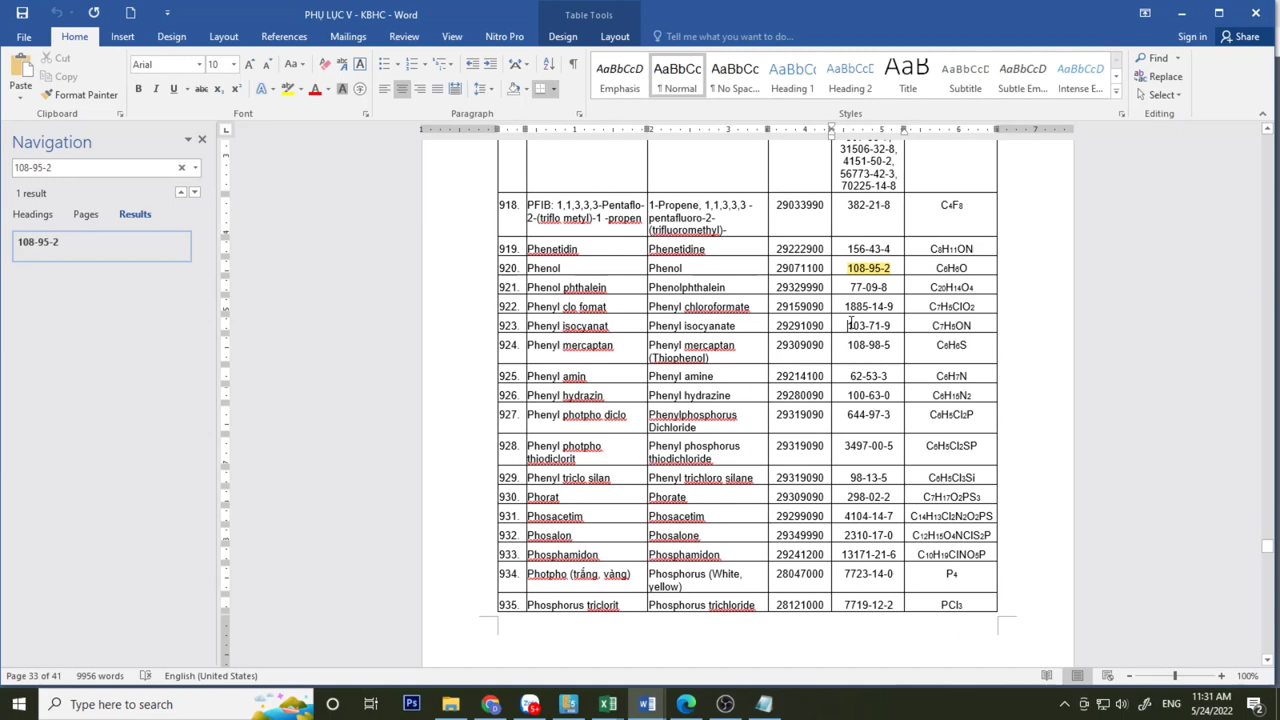 PHỤ LỤC V - KBHC - Word
Table Tools
File Home Insert Design Layout References Mailings Review View Nitro Pro Design Layout Tell me what you want to do... Sign in Share
Paste
Cut
Copy
Format Painter
Arial 10
Clipboard Font Paragraph Styles Editing
AaBbCcD Emphasis
AaBbCc ¶ Normal
AaBbCc ¶ No Spac...
AaBbCc Heading 1
AaBbCcD Heading 2
AaB Title
AaBbCcD Subtitle
AaBbCcD Subtle Em...
AaBbCcD Intense E...
Find
Replace
Select
Navigation
108-95-2
1 result
Headings Pages Results
108-95-2
31506-32-8,
4151-50-2,
56773-42-3,
70225-14-8
918. PFIB: 1,1,3,3,3-Pentaflo- 1-Propene, 1,1,3,3,3 - 29033990 382-21-8 C4F8
2-(triflo metyl)-1 -propen pentafluoro-2-
(trifluoromethyl)-
919. Phenetidin Phenetidine 29222900 156-43-4 C8H11ON
920. Phenol Phenol 29071100 108-95-2 C6H6O
921. Phenol phthalein Phenolphthalein 29329990 77-09-8 C20H14O4
922. Phenyl clo fomat Phenyl chloroformate 29159090 1885-14-9 C7H5ClO2
923. Phenyl isocyanat Phenyl isocyanate 29291090 103-71-9 C7H5ON
924. Phenyl mercaptan Phenyl mercaptan 29309090 108-98-5 C6H6S
(Thiophenol)
925. Phenyl amin Phenyl amine 29214100 62-53-3 C6H7N
926. Phenyl hydrazin Phenyl hydrazine 29280090 100-63-0 C6H15N2
927. Phenyl photpho diclo Phenylphosphorus 29319090 644-97-3 C6H5Cl2P
Dichloride
928. Phenyl photpho Phenyl phosphorus 29319090 3497-00-5 C6H5Cl2SP
thiodiclorit thiodichloride
929. Phenyl triclo silan Phenyl trichloro silane 29319090 98-13-5 C6H5Cl3Si
930. Phorat Phorate 29309090 298-02-2 C7H17O2PS3
931. Phosacetim Phosacetim 29299090 4104-14-7 C14H13Cl2N2O2PS
932. Phosalon Phosalone 29349990 2310-17-0 C12H15O4NClS2P
933. Phosphamidon Phosphamidon 29241200 13171-21-6 C10H19ClNO5P
934. Photpho (trắng, vàng) Phosphorus (White, 28047000 7723-14-0 P4
yellow)
935. Phosphorus triclorit Phosphorus trichloride 28121000 7719-12-2 PCl3
Page 33 of 41 9956 words English (United States) 100%
Type here to search
ENG
11:31 AM
5/24/2022